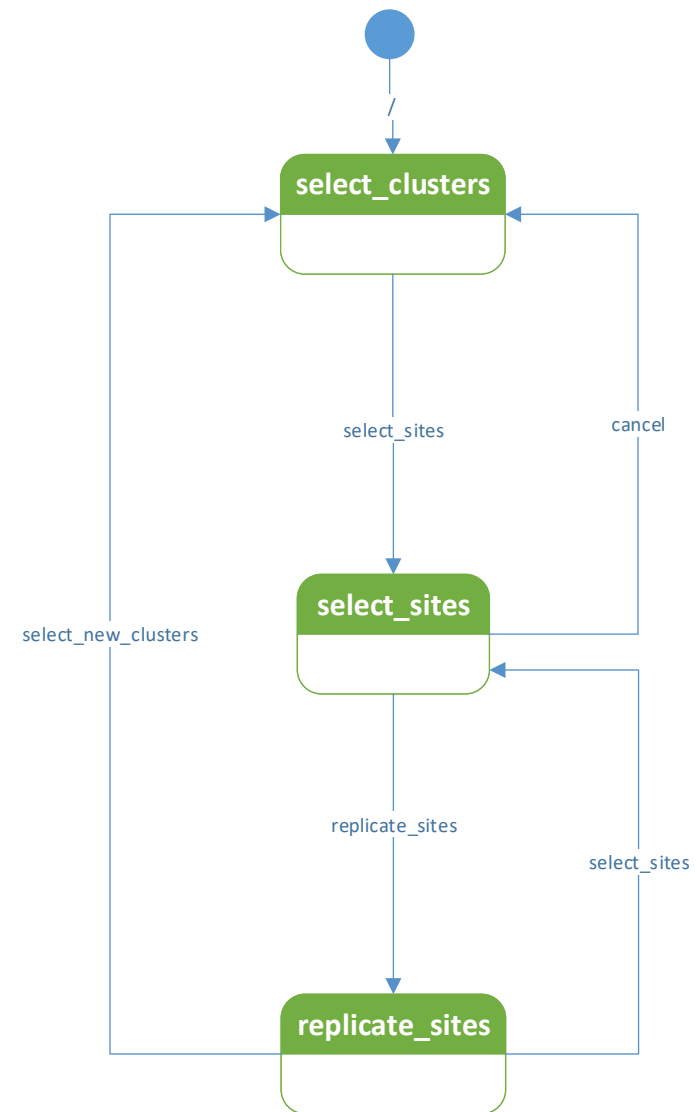 /
select_clusters
select_sites
cancel
select_sites
select_new_clusters
replicate_sites
select_sites
replicate_sites